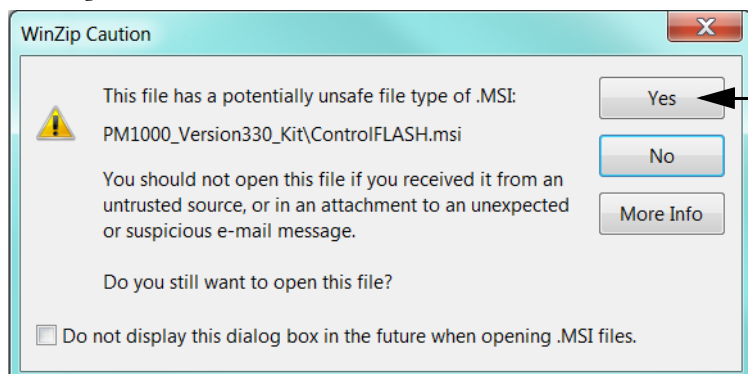 WinZip Caution
This file has a potentially unsafe file type of .MSI:
Yes
PM1000_Version330_Kit\ControlFLASH.msi
No
You should not open this file if you received it from an
untrusted source, or in an attachment to an unexpected
More Info
or suspicious e-mail message.
Do you still want to open this file?
Do not display this dialog box in the future when opening .MSI files.